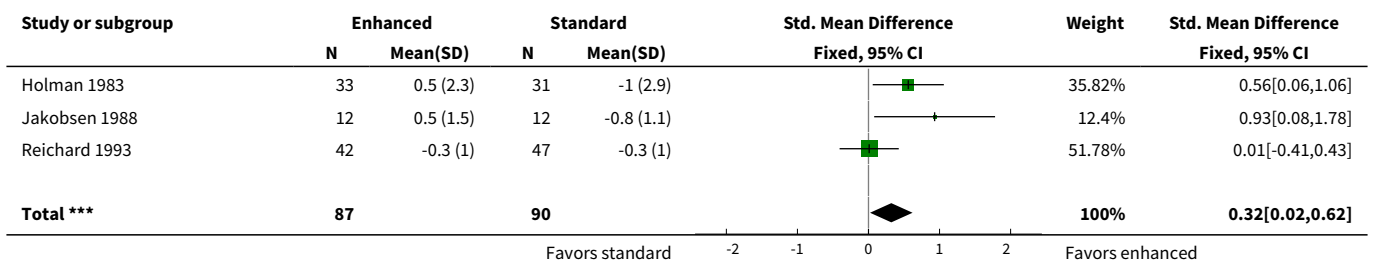 Study or subgroup Enhanced Standard Std. Mean Difference Weight Std. Mean Difference
N Mean(SD) N Mean(SD) Fixed, 95% CI Fixed, 95% CI
Holman 1983 33 0.5 (2.3) 31 -1 (2.9) 35.82% 0.56[0.06,1.06]
Jakobsen 1988 12 0.5 (1.5) 12 -0.8 (1.1) 12.4% 0.93[0.08,1.78]
Reichard 1993 42 -0.3 (1) 47 -0.3 (1) 51.78% 0.01[-0.41,0.43]
Total *** 87 90 100% 0.32[0.02,0.62]
Favors standard -2 -1 0 1 2 Favors enhanced